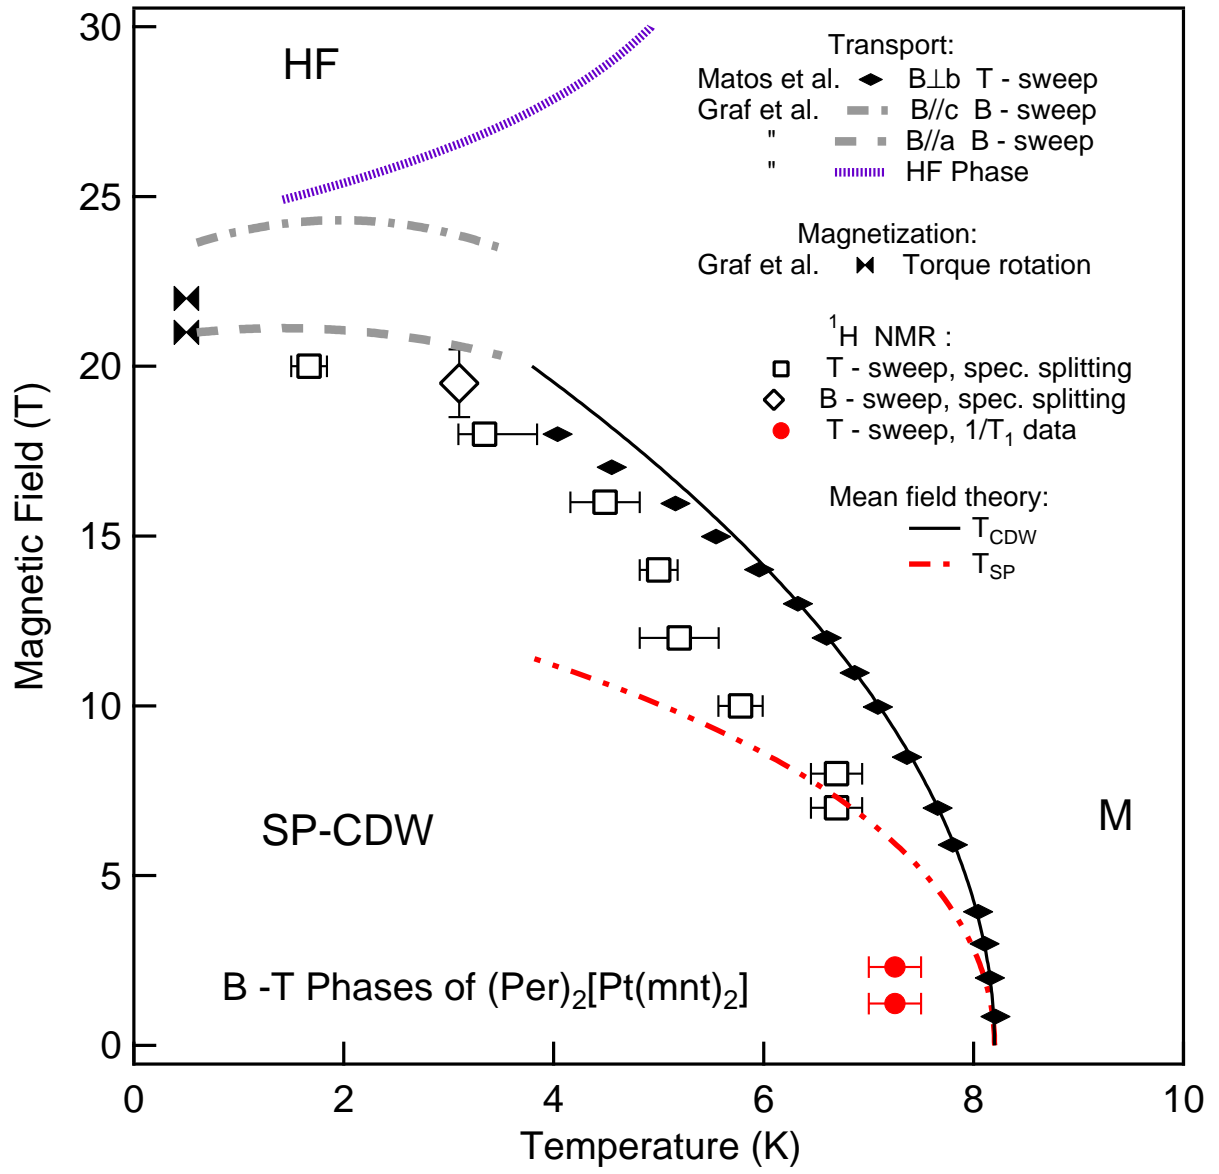 30
25
20
15
10
5
0
Magnetic Field (T)
HF
Transport:
Matos et al. B⊥b T - sweep
Graf et al. B//c B - sweep
" B//a B - sweep
" HF Phase
Magnetization:
Graf et al. Torque rotation
¹H NMR :
T - sweep, spec. splitting
B - sweep, spec. splitting
T - sweep, 1/T₁ data
Mean field theory:
T_CDW
T_SP
SP-CDW
M
B -T Phases of (Per)₂[Pt(mnt)₂]
0 2 4 6 8 10
Temperature (K)